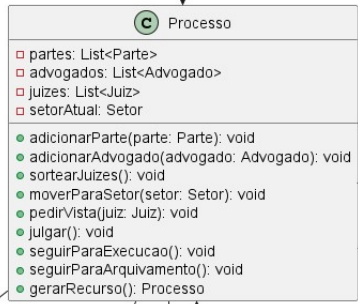 C Processo
partes: List<Parte>
advogados: List<Advogado>
juizes: List<Juiz>
setorAtual: Setor
adicionarParte(parte: Parte): void
adicionarAdvogado(advogado: Advogado): void
sortearJuizes(): void
moverParaSetor(setor: Setor): void
pedirVista(juiz: Juiz): void
julgar(): void
seguirParaExecucao(): void
seguirParaArquivamento(): void
gerarRecurso(): Processo